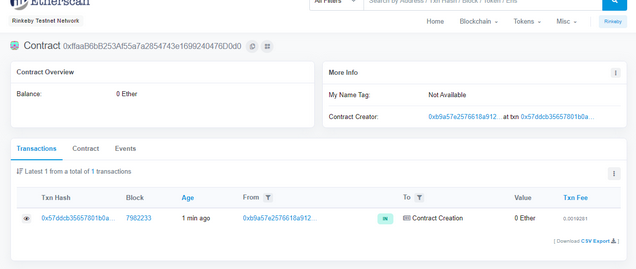 Etherscan
All Filters
Search by Address / Txn Hash / Block / Token / Ens
Rinkeby Testnet Network
Home Blockchain Tokens Misc Rinkeby
Contract 0xffaaB6bB253Af55a7a2854743e1699240476D0d0
Contract Overview
Balance: 0 Ether
More Info
My Name Tag: Not Available
Contract Creator: 0xb9a57e2576618a912... at txn 0x57ddcb35657801b0a...
Transactions Contract Events
Latest 1 from a total of 1 transactions
Txn Hash Block Age From To Value Txn Fee
0x57ddcb35657801b0a... 7982233 1 min ago 0xb9a57e2576618a912... IN Contract Creation 0 Ether 0.0019281
[ Download CSV Export ]